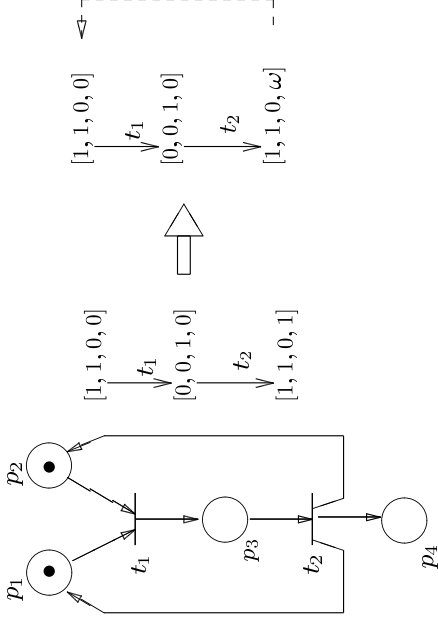 p₁
p₂
t₁
p₃
t₂
p₄
[1, 1, 0, 0]
t₁
[0, 0, 1, 0]
t₂
[1, 1, 0, 1]
[1, 1, 0, 0]
t₁
[0, 0, 1, 0]
t₂
[1, 1, 0, ω]